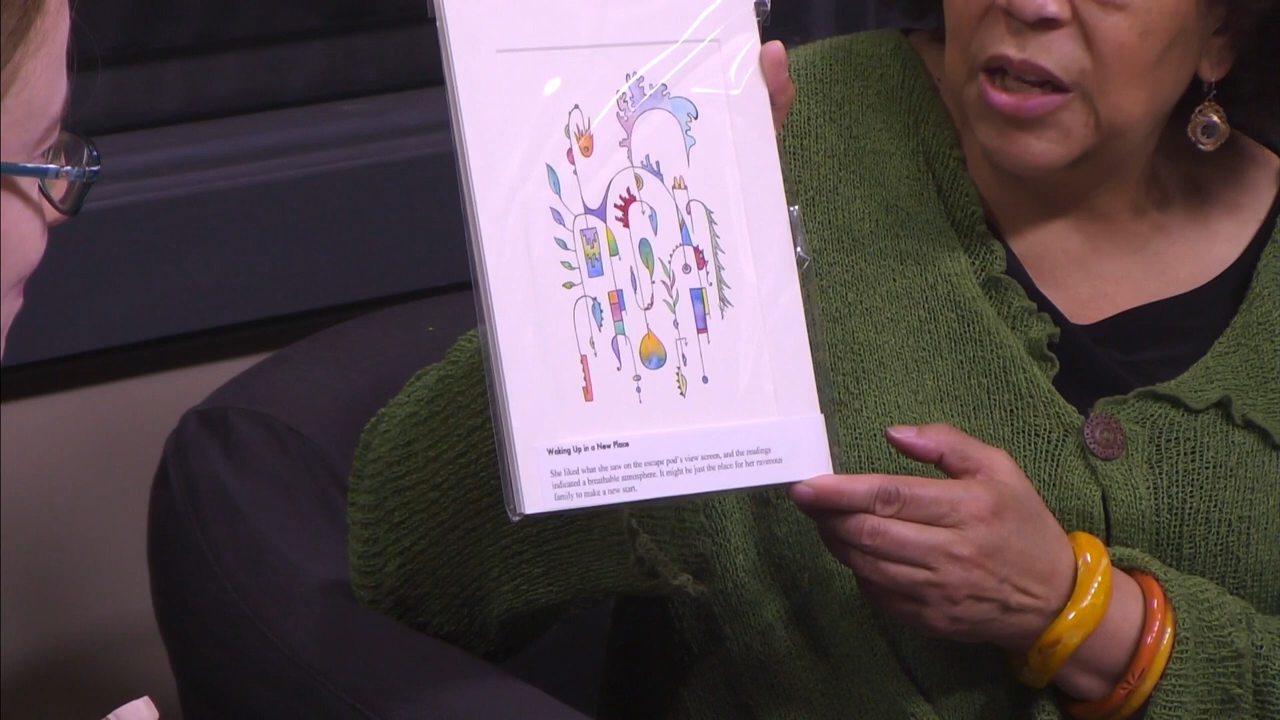 Waking Up in a New Place
She liked what she saw on the escape pod's view screen, and the readings
indicated a breathable atmosphere. It might be just the place for her ravenous
family to make a new start.